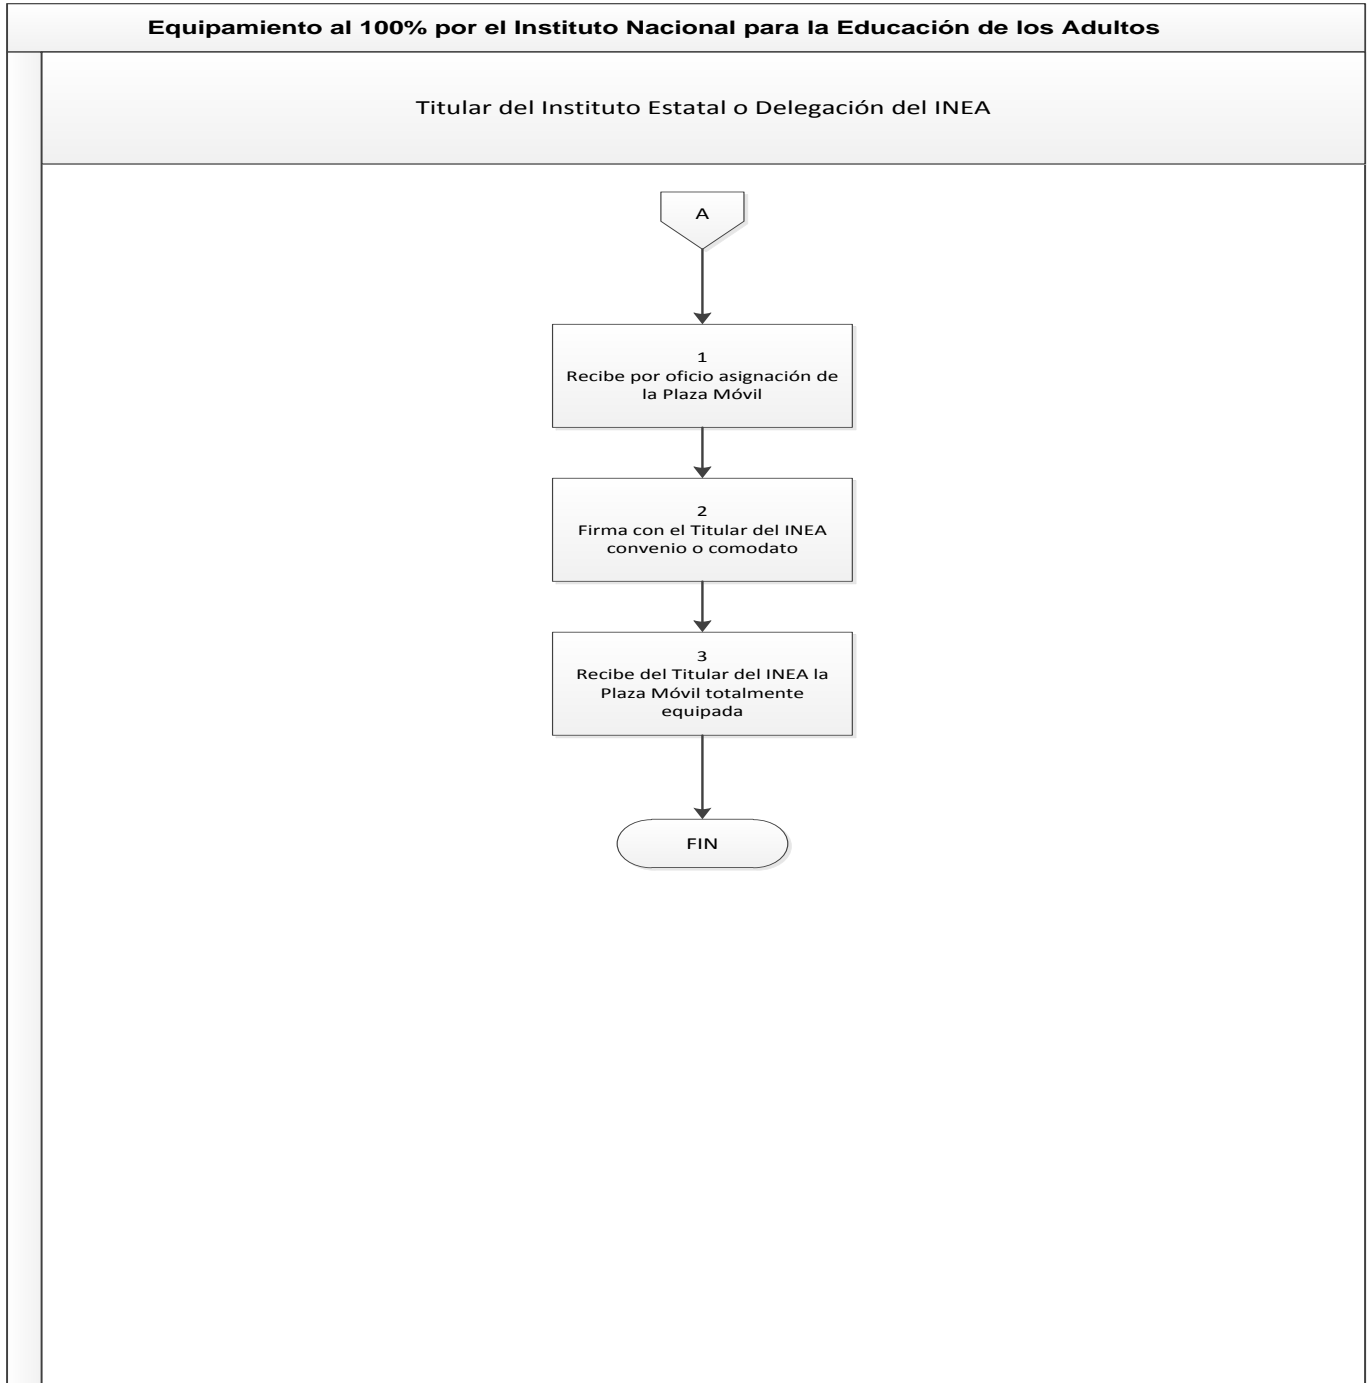 Equipamiento al 100% por el Instituto Nacional para la Educación de los Adultos
Titular del Instituto Estatal o Delegación del INEA
A
1
Recibe por oficio asignación de
la Plaza Móvil
2
Firma con el Titular del INEA
convenio o comodato
3
Recibe del Titular del INEA la
Plaza Móvil totalmente
equipada
FIN